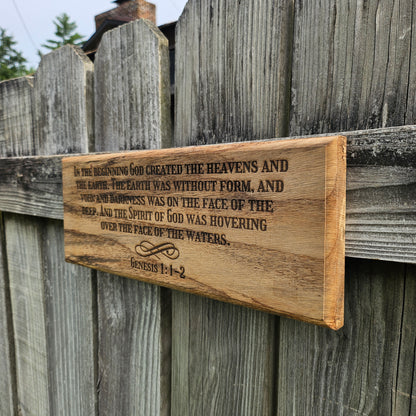 In the beginning God created the heavens and
the earth. The earth was without form, and
void and darkness was on the face of the
deep. And the Spirit of God was hovering
over the face of the waters.
Genesis 1:1-2